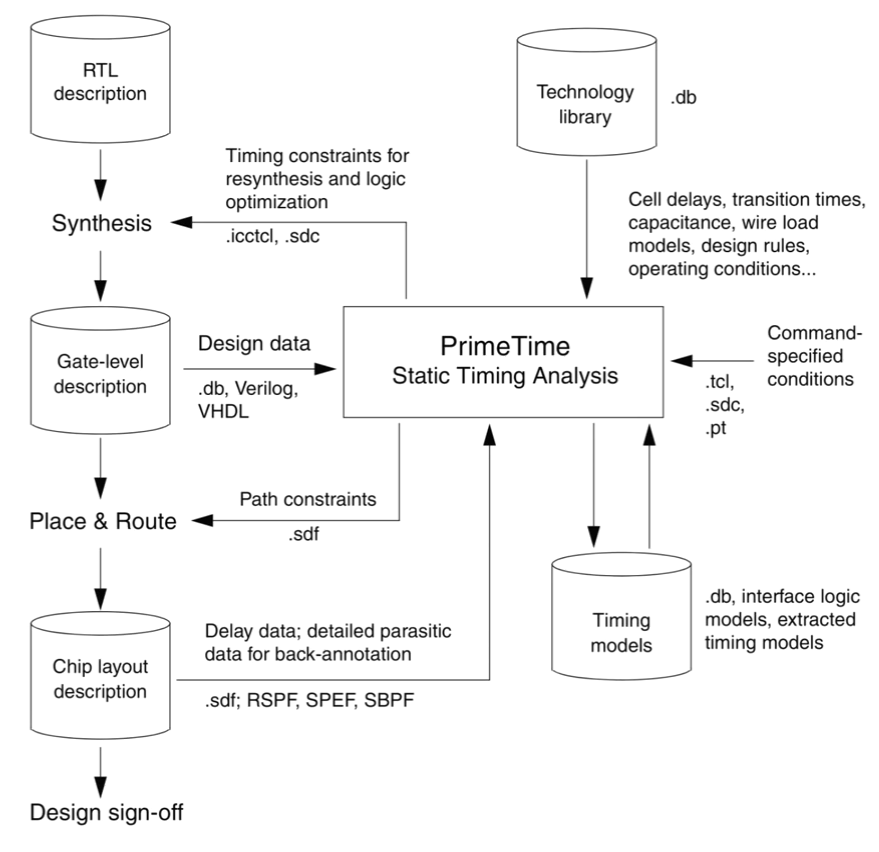 RTL
description
Technology
library
.db
Timing constraints for
resynthesis and logic
optimization
Synthesis
.icctcl, .sdc
Cell delays, transition times,
capacitance, wire load
models, design rules,
operating conditions...
Gate-level
description
Design data
.db, Verilog,
VHDL
PrimeTime
Static Timing Analysis
Command-
specified
conditions
.tcl,
.sdc,
.pt
Path constraints
Place & Route
.sdf
Chip layout
description
Delay data; detailed parasitic
data for back-annotation
.sdf; RSPF, SPEF, SBPF
Timing
models
.db, interface logic
models, extracted
timing models
Design sign-off